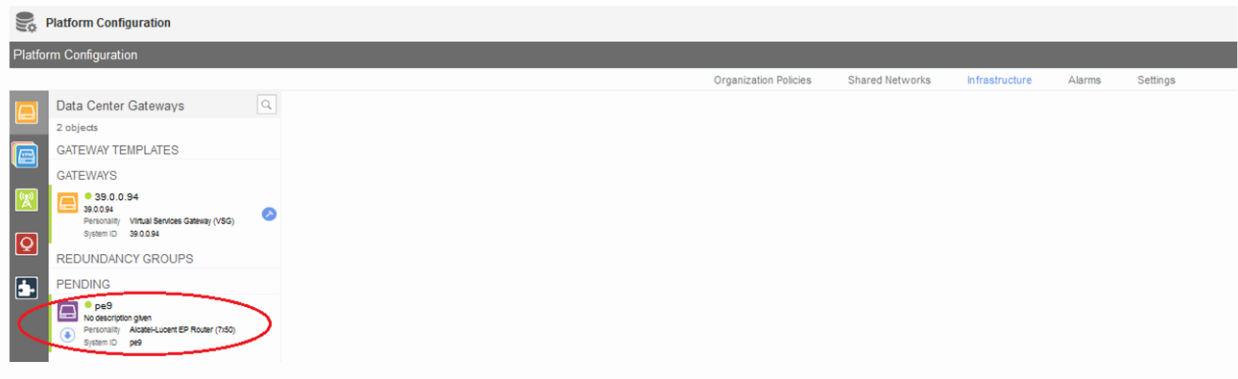 Platform Configuration
Platform Configuration
Organization Policies Shared Networks Infrastructure Alarms Settings
Data Center Gateways
2 objects
GATEWAY TEMPLATES
GATEWAYS
39.0.0.94
39.0.0.94
Personality Virtual Services Gateway (VSG)
System ID 39.0.0.94
REDUNDANCY GROUPS
PENDING
pe9
No description given
Personality Alcatel-Lucent EP Router (7x50)
System ID pe9